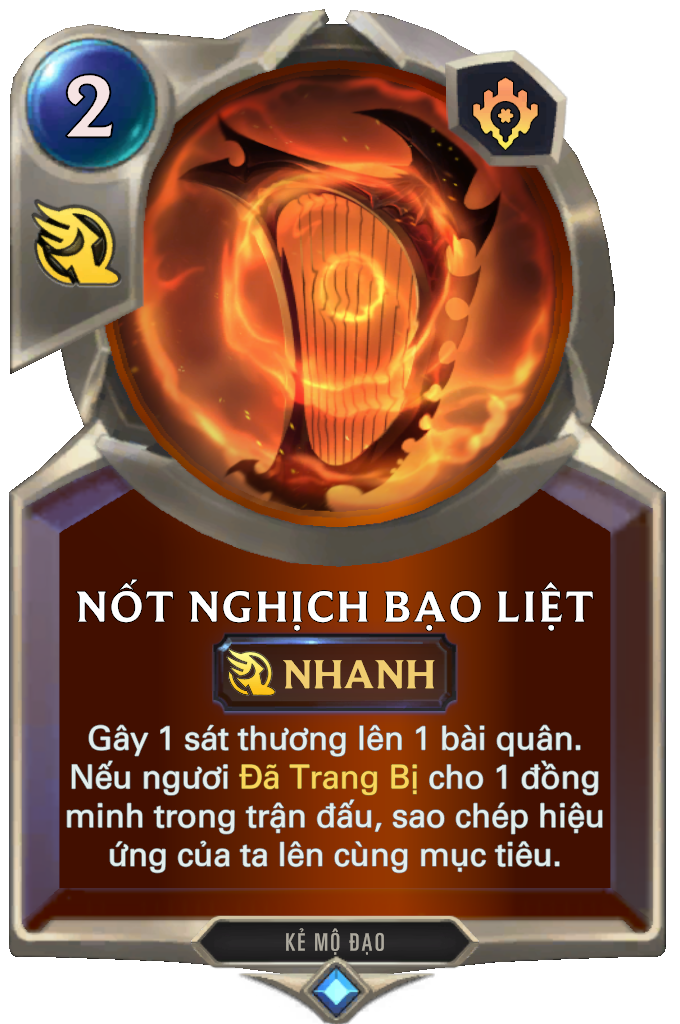 2
NỐT NGHỊCH BẠO LIỆT
NHANH
Gây 1 sát thương lên 1 bài quân.
Nếu ngươi Đã Trang Bị cho 1 đồng
minh trong trận đấu, sao chép hiệu
ứng của ta lên cùng mục tiêu.
KẺ MỘ ĐẠO